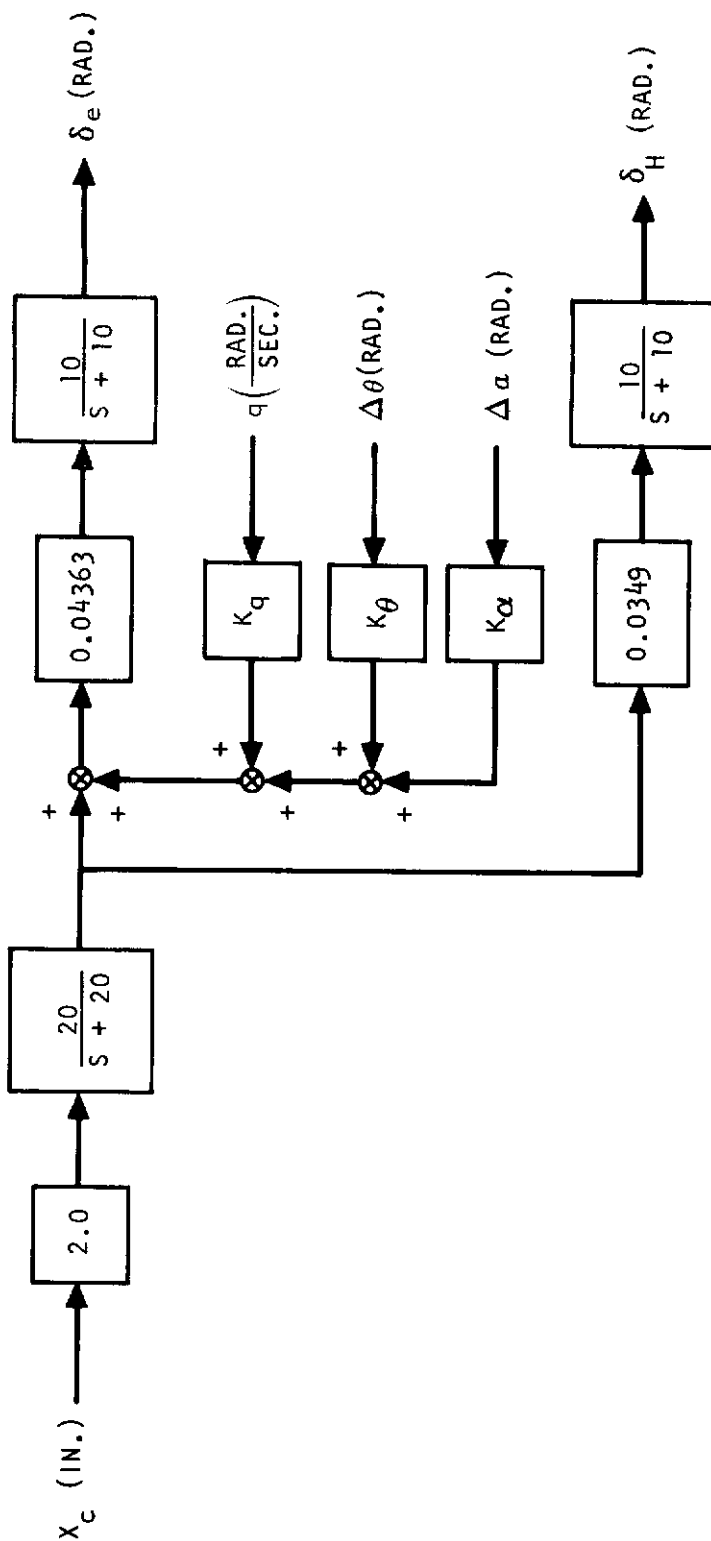 X_c (IN.)
2.0
20
S + 20
+
+
0.04363
10
S + 10
δ_e (RAD.)
+
+
K_q
q(RAD./SEC.)
+
+
K_θ
Δθ(RAD.)
K_α
Δα (RAD.)
0.0349
10
S + 10
δ_H (RAD.)